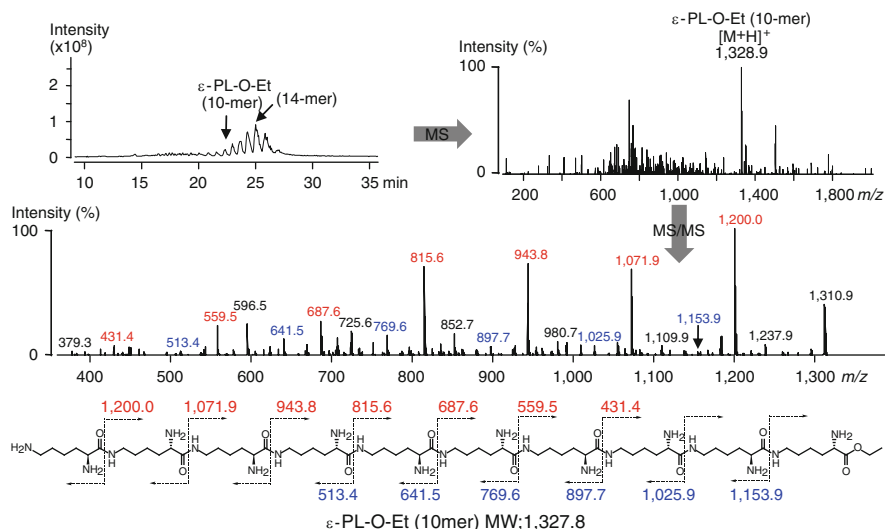 Intensity
(x10⁸)
2
1
0
ε-PL-O-Et
(10-mer)
(14-mer)
10 15 20 25 30 35 min
MS
Intensity (%)
100
0
ε-PL-O-Et (10-mer)
[M+H]⁺
1,328.9
200 600 1,000 1,400 1,800 m/z
MS/MS
Intensity (%)
100
0
379.3
431.4
513.4
559.5
596.5
641.5
687.6
725.6
769.6
815.6
852.7
897.7
943.8
980.7
1,025.9
1,071.9
1,109.9
1,153.9
1,200.0
1,237.9
1,310.9
400 500 600 700 800 900 1,000 1,100 1,200 1,300 m/z
1,200.0 1,071.9 943.8 815.6 687.6 559.5 431.4
H₂N O NH₂ N H O NH₂ N H O NH₂ N H O NH₂ N H O NH₂ N H O NH₂ N H O NH₂ N H O NH₂ N H O NH₂ N H NH₂ O O
513.4 641.5 769.6 897.7 1,025.9 1,153.9
ε-PL-O-Et (10mer) MW;1,327.8